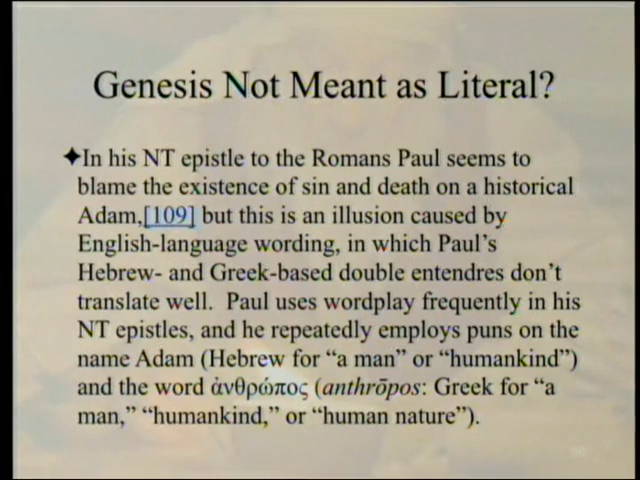 Genesis Not Meant as Literal?
✦In his NT epistle to the Romans Paul seems to
blame the existence of sin and death on a historical
Adam,[109] but this is an illusion caused by
English-language wording, in which Paul's
Hebrew- and Greek-based double entendres don't
translate well.  Paul uses wordplay frequently in his
NT epistles, and he repeatedly employs puns on the
name Adam (Hebrew for "a man" or "humankind")
and the word ἁνθρώπος (anthrōpos: Greek for "a
man," "humankind," or "human nature").